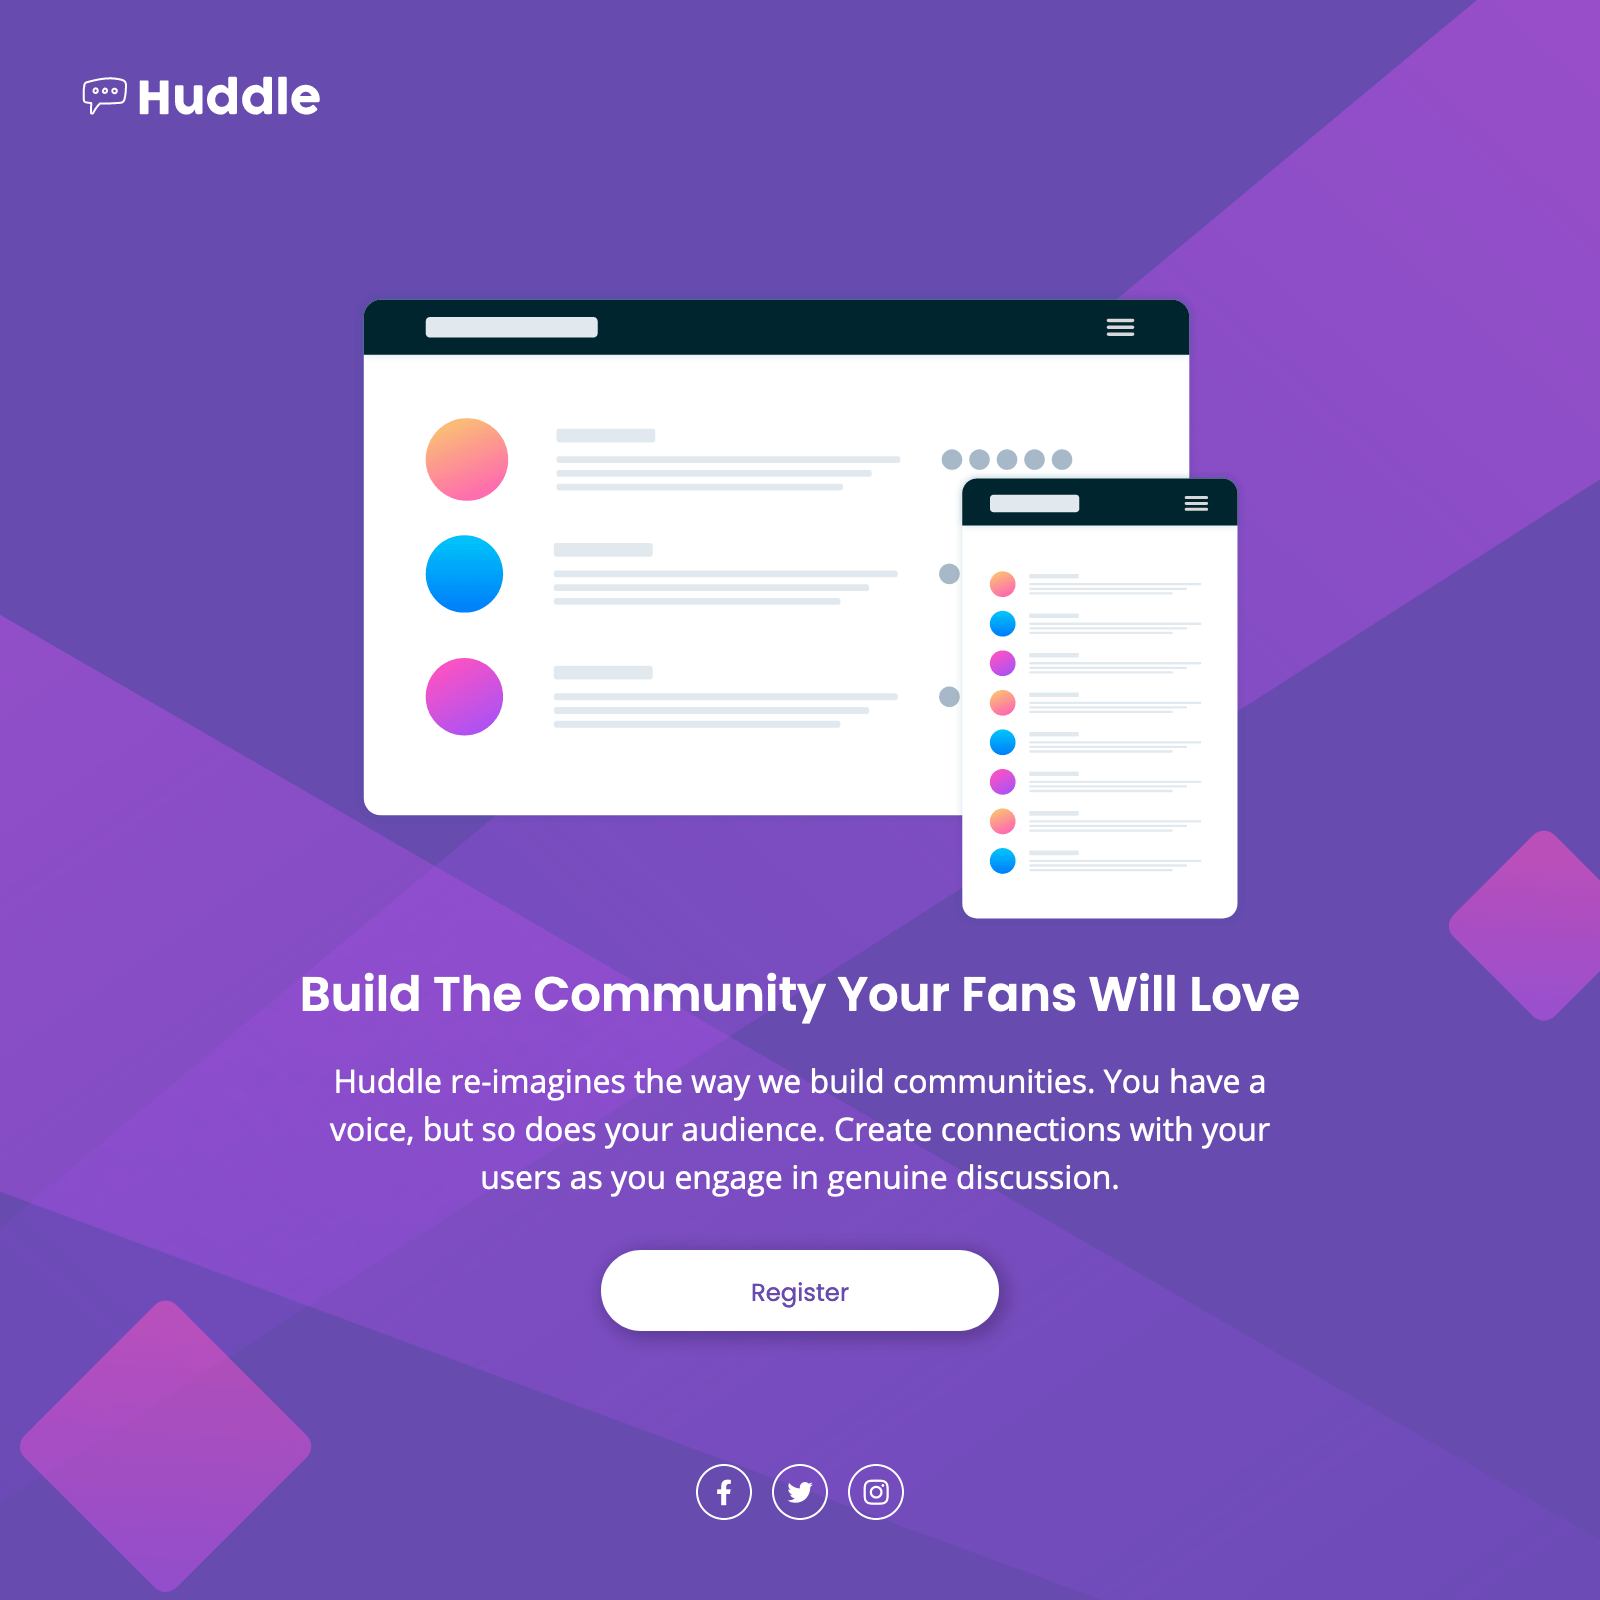 Huddle
Build The Community Your Fans Will Love
Huddle re-imagines the way we build communities. You have a
voice, but so does your audience. Create connections with your
users as you engage in genuine discussion.
Register